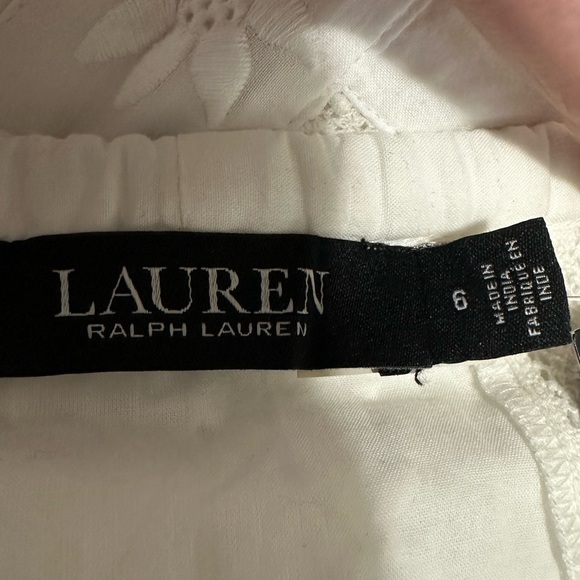 LAUREN
RALPH LAUREN
6
MADE IN
INDIA
FABRIQUE EN
INDE